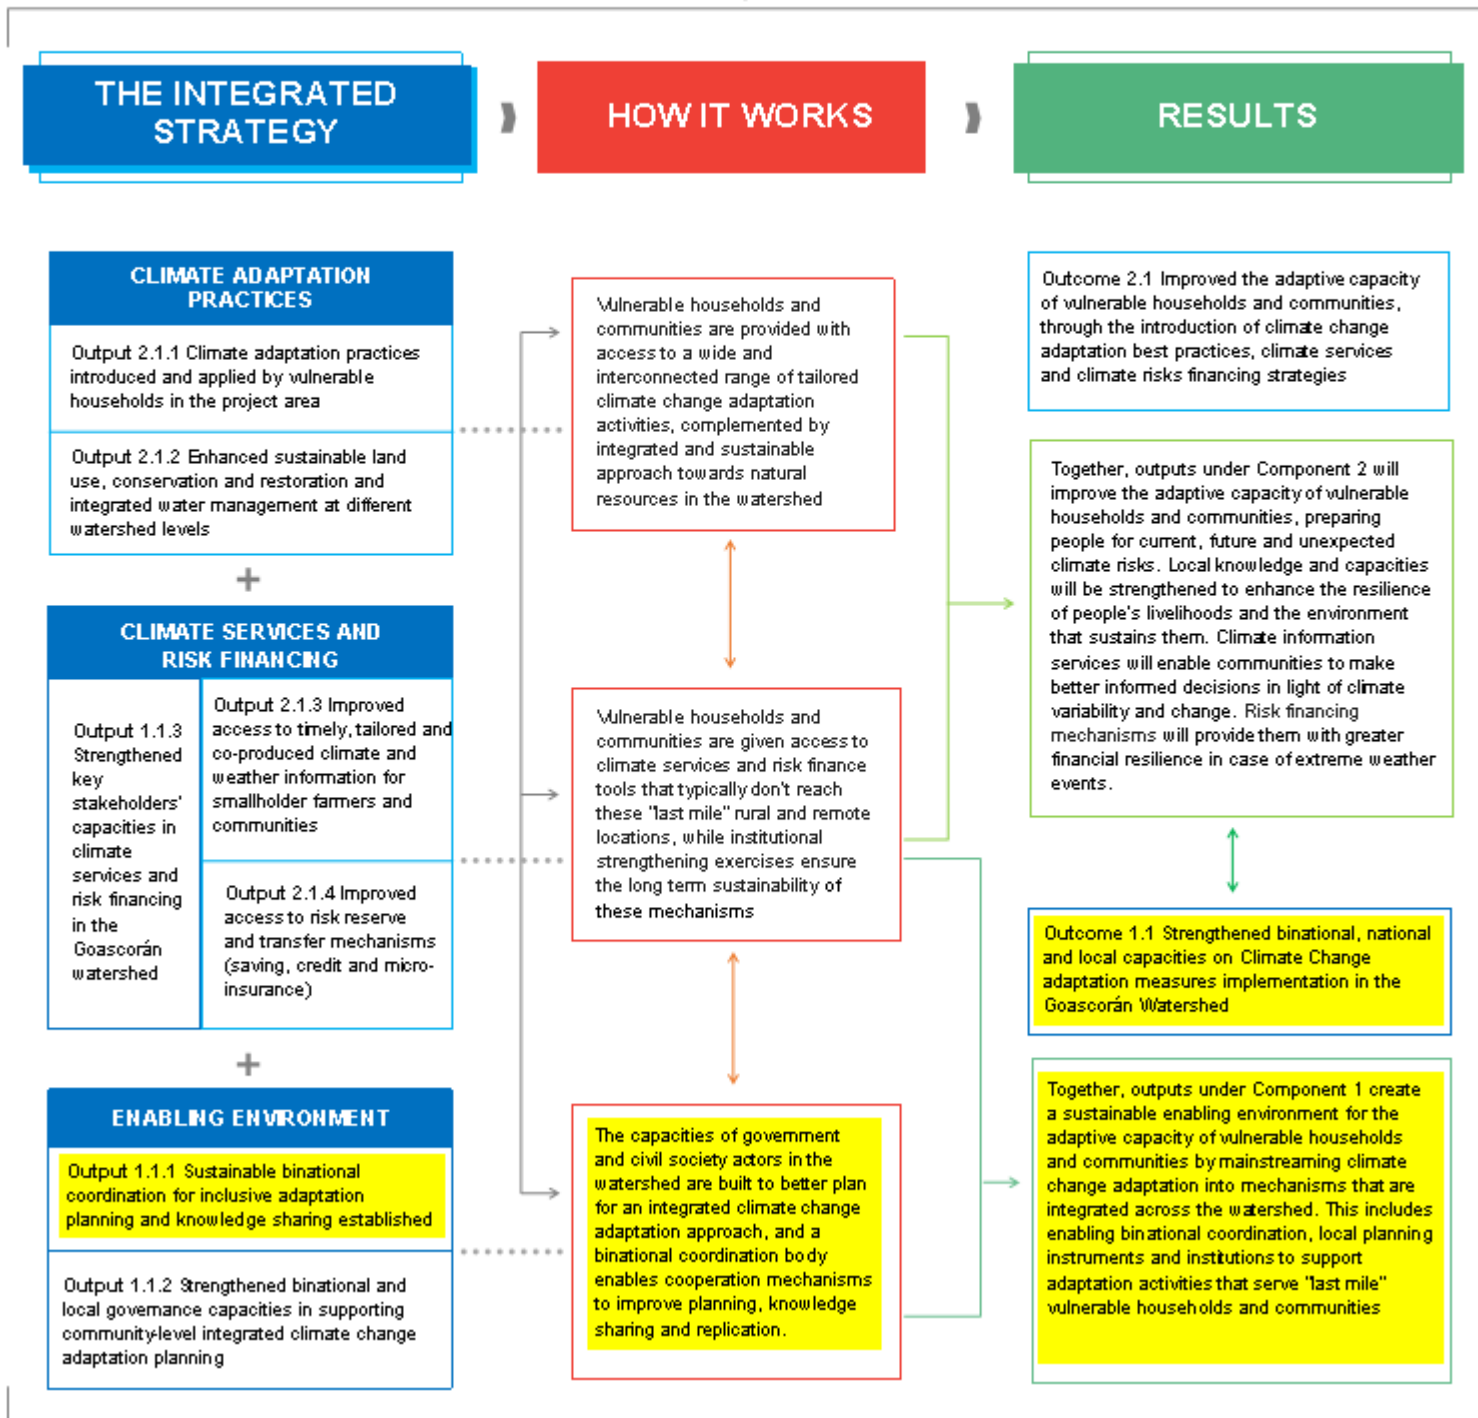 THE INTEGRATED
STRATEGY
HOW IT WORKS
RESULTS
CLIMATE ADAPTATION
PRACTICES
Output 2.1.1 Climate adaptation practices
introduced and applied by vulnerable
households in the project area
Output 2.1.2 Enhanced sustainable land
use, conservation and restoration and
integrated water management at different
watershed levels
+
CLIMATE SERVICES AND
RISK FINANCING
Output 1.1.3
Strengthened
key
stakeholders'
capacities in
climate
services and
risk financing
in the
Goascorán
watershed
Output 2.1.3 Improved
access to timely, tailored and
co-produced climate and
weather information for
smallholder farmers and
communities
Output 2.1.4 Improved
access to risk reserve
and transfer mechanisms
(saving, credit and micro-
insurance)
+
ENABLING ENVIRONMENT
Output 1.1.1 Sustainable binational
coordination for inclusive adaptation
planning and knowledge sharing established
Output 1.1.2 Strengthened binational and
local governance capacities in supporting
community-level integrated climate change
adaptation planning
Vulnerable households and
communities are provided with
access to a wide and
interconnected range of tailored
climate change adaptation
activities, complemented by
integrated and sustainable
approach towards natural
resources in the watershed
Vulnerable households and
communities are given access to
climate services and risk finance
tools that typically don't reach
these "last mile" rural and remote
locations, while institutional
strengthening exercises ensure
the long term sustainability of
these mechanisms
The capacities of government
and civil society actors in the
watershed are built to better plan
for an integrated climate change
adaptation approach, and a
binational coordination body
enables cooperation mechanisms
to improve planning, knowledge
sharing and replication.
Outcome 2.1 Improved the adaptive capacity
of vulnerable households and communities,
through the introduction of climate change
adaptation best practices, climate services
and climate risks financing strategies
Together, outputs under Component 2 will
improve the adaptive capacity of vulnerable
households and communities, preparing
people for current, future and unexpected
climate risks. Local knowledge and capacities
will be strengthened to enhance the resilience
of people's livelihoods and the environment
that sustains them. Climate information
services will enable communities to make
better informed decisions in light of climate
variability and change. Risk financing
mechanisms will provide them with greater
financial resilience in case of extreme weather
events.
Outcome 1.1 Strengthened binational, national
and local capacities on Climate Change
adaptation measures implementation in the
Goascorán Watershed
Together, outputs under Component 1 create
a sustainable enabling environment for the
adaptive capacity of vulnerable households
and communities by mainstreaming climate
change adaptation into mechanisms that are
integrated across the watershed. This includes
enabling binational coordination, local planning
instruments and institutions to support
adaptation activities that serve "last mile"
vulnerable households and communities